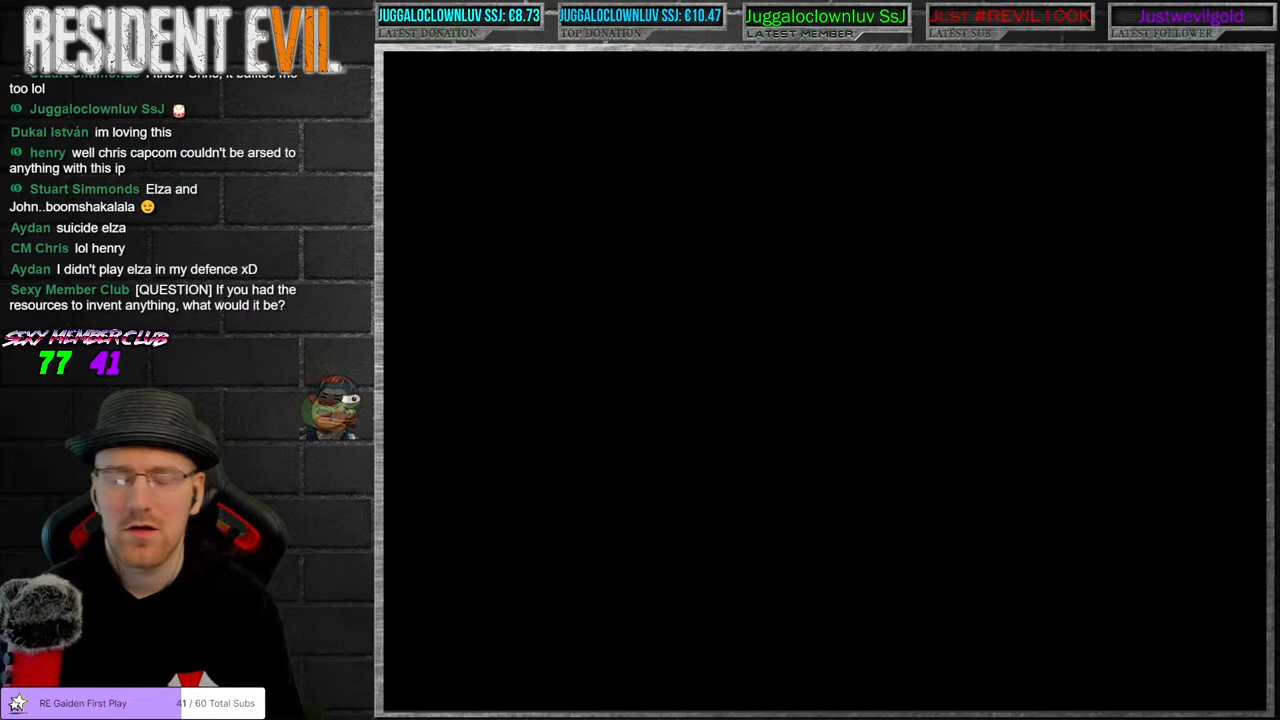 RESIDENT EVIL
JUGGALOCLOWNLUV SSJ: €8.73
LATEST DONATION
JUGGALOCLOWNLUV SSJ: €10.47
TOP DONATION
Juggaloclownluv SsJ
LATEST MEMBER
LATEST SUB
Justwevilgold
LATEST FOLLOWER
too lol
Juggaloclownluv SsJ
Dukai István im loving this
henry well chris capcom couldn't be arsed to
anything with this ip
Stuart Simmonds Elza and
John..boomshakalala
Aydan suicide elza
CM Chris lol henry
Aydan I didn't play elza in my defence xD
Sexy Member Club [QUESTION] If you had the
resources to invent anything, what would it be?
SEXY MEMBER CLUB
77 41
RE Gaiden First Play 41 / 60 Total Subs